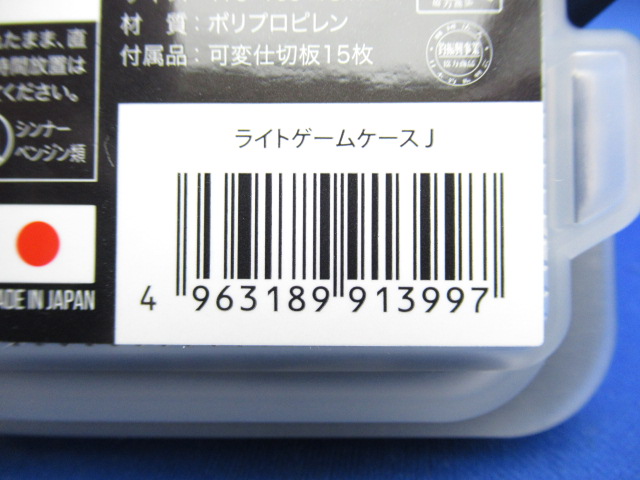 材　質：ポリプロピレン
付属品：可変仕切板15枚
たまま、直
時間放置は
ください。
シンナー
ベンジン類
MADE IN JAPAN
ライトゲームケースJ
4 963189 913997